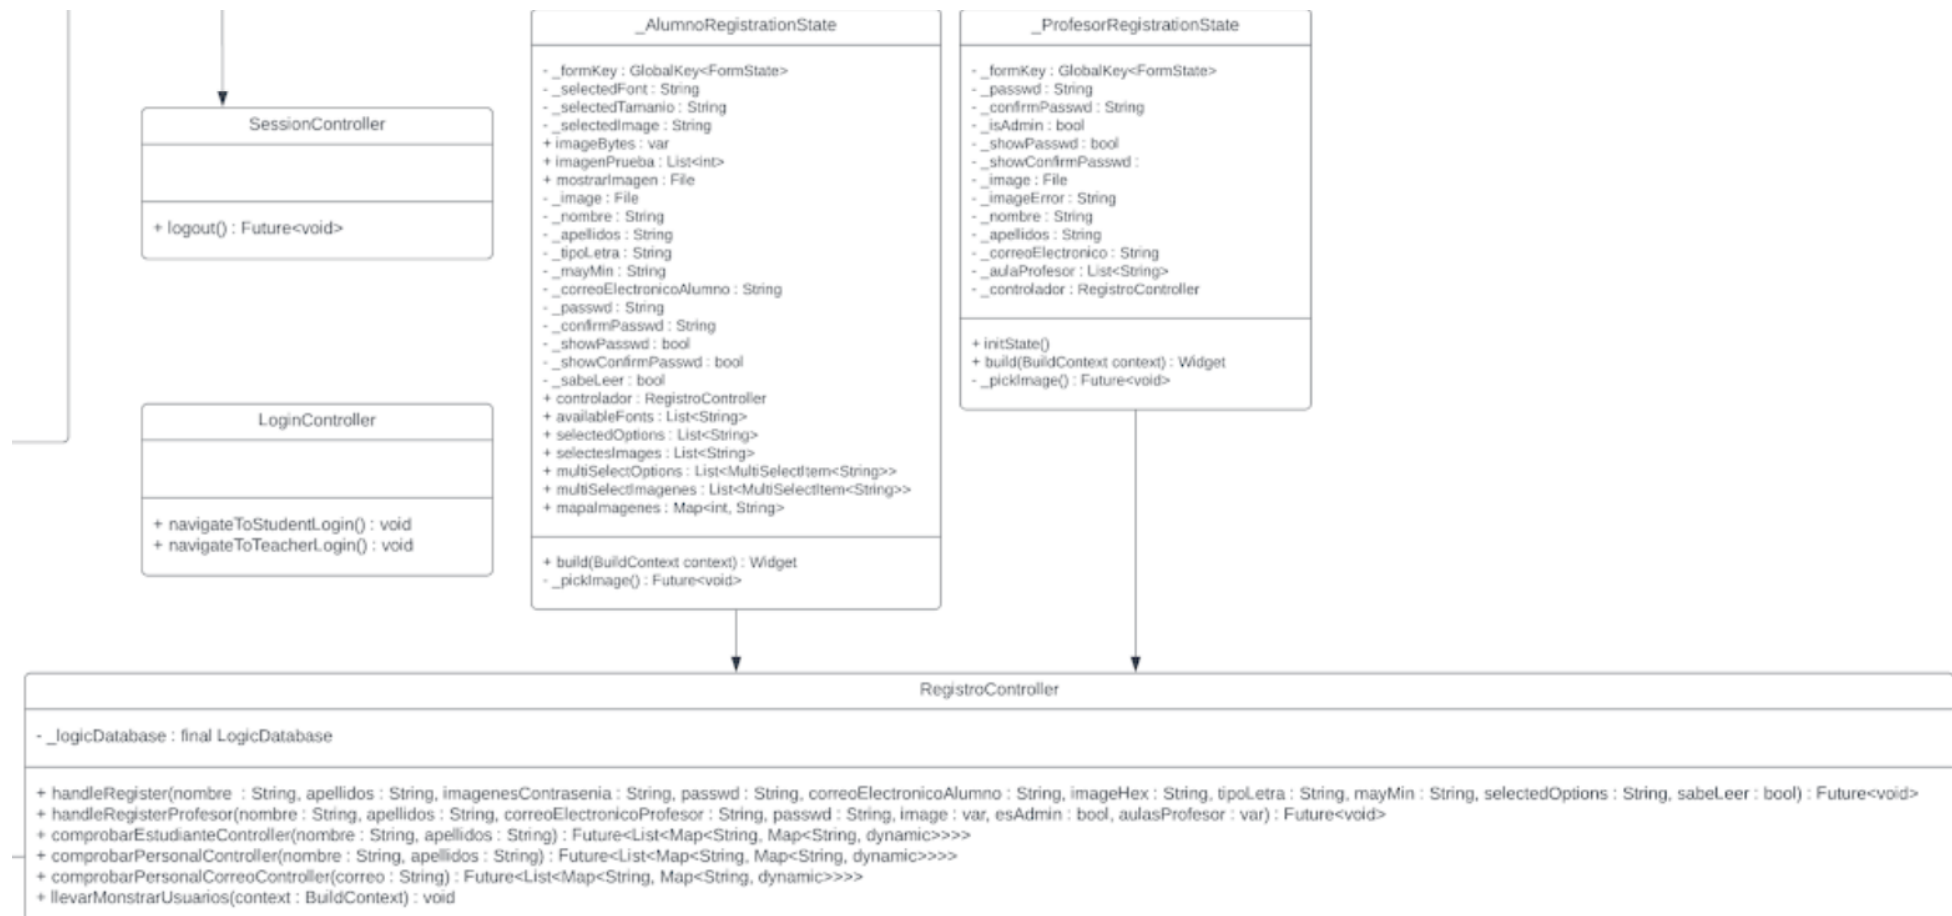 SessionController
+ logout() : Future<void>
LoginController
+ navigateToStudentLogin() : void
+ navigateToTeacherLogin() : void
_AlumnoRegistrationState
- _formKey : GlobalKey<FormState>
- _selectedFont : String
- _selectedTamanio : String
- _selectedImage : String
+ imageBytes : var
+ imagenPrueba : List<int>
+ mostrarImagen : File
- _image : File
- _nombre : String
- _apellidos : String
- _tipoLetra : String
- _mayMin : String
- _correoElectronicoAlumno : String
- _passwd : String
- _confirmPasswd : String
- _showPasswd : bool
- _showConfirmPasswd : bool
- _sabeLeer : bool
+ controlador : RegistroController
+ availableFonts : List<String>
+ selectedOptions : List<String>
+ selectesImages : List<String>
+ multiSelectOptions : List<MultiSelectItem<String>>
+ multiSelectImagenes : List<MultiSelectItem<String>>
+ mapaImagenes : Map<int, String>
+ build(BuildContext context) : Widget
- _pickImage() : Future<void>
_ProfesorRegistrationState
- _formKey : GlobalKey<FormState>
- _passwd : String
- _confirmPasswd : String
- _isAdmin : bool
- _showPasswd : bool
- _showConfirmPasswd :
- _image : File
- _imageError : String
- _nombre : String
- _apellidos : String
- _correoElectronico : String
- _aulaProfesor : List<String>
- _controlador : RegistroController
+ initState()
+ build(BuildContext context) : Widget
- _pickImage() : Future<void>
RegistroController
- _logicDatabase : final LogicDatabase
+ handleRegister(nombre : String, apellidos : String, imagenesContrasenia : String, passwd : String, correoElectronicoAlumno : String, imageHex : String, tipoLetra : String, mayMin : String, selectedOptions : String, sabeLeer : bool) : Future<void>
+ handleRegisterProfesor(nombre : String, apellidos : String, correoElectronicoProfesor : String, passwd : String, image : var, esAdmin : bool, aulasProfesor : var) : Future<void>
+ comprobarEstudianteController(nombre : String, apellidos : String) : Future<List<Map<String, Map<String, dynamic>>>>
+ comprobarPersonalController(nombre : String, apellidos : String) : Future<List<Map<String, Map<String, dynamic>>>>
+ comprobarPersonalCorreoController(correo : String) : Future<List<Map<String, Map<String, dynamic>>>>
+ llevarMonstrarUsuarios(context : BuildContext) : void